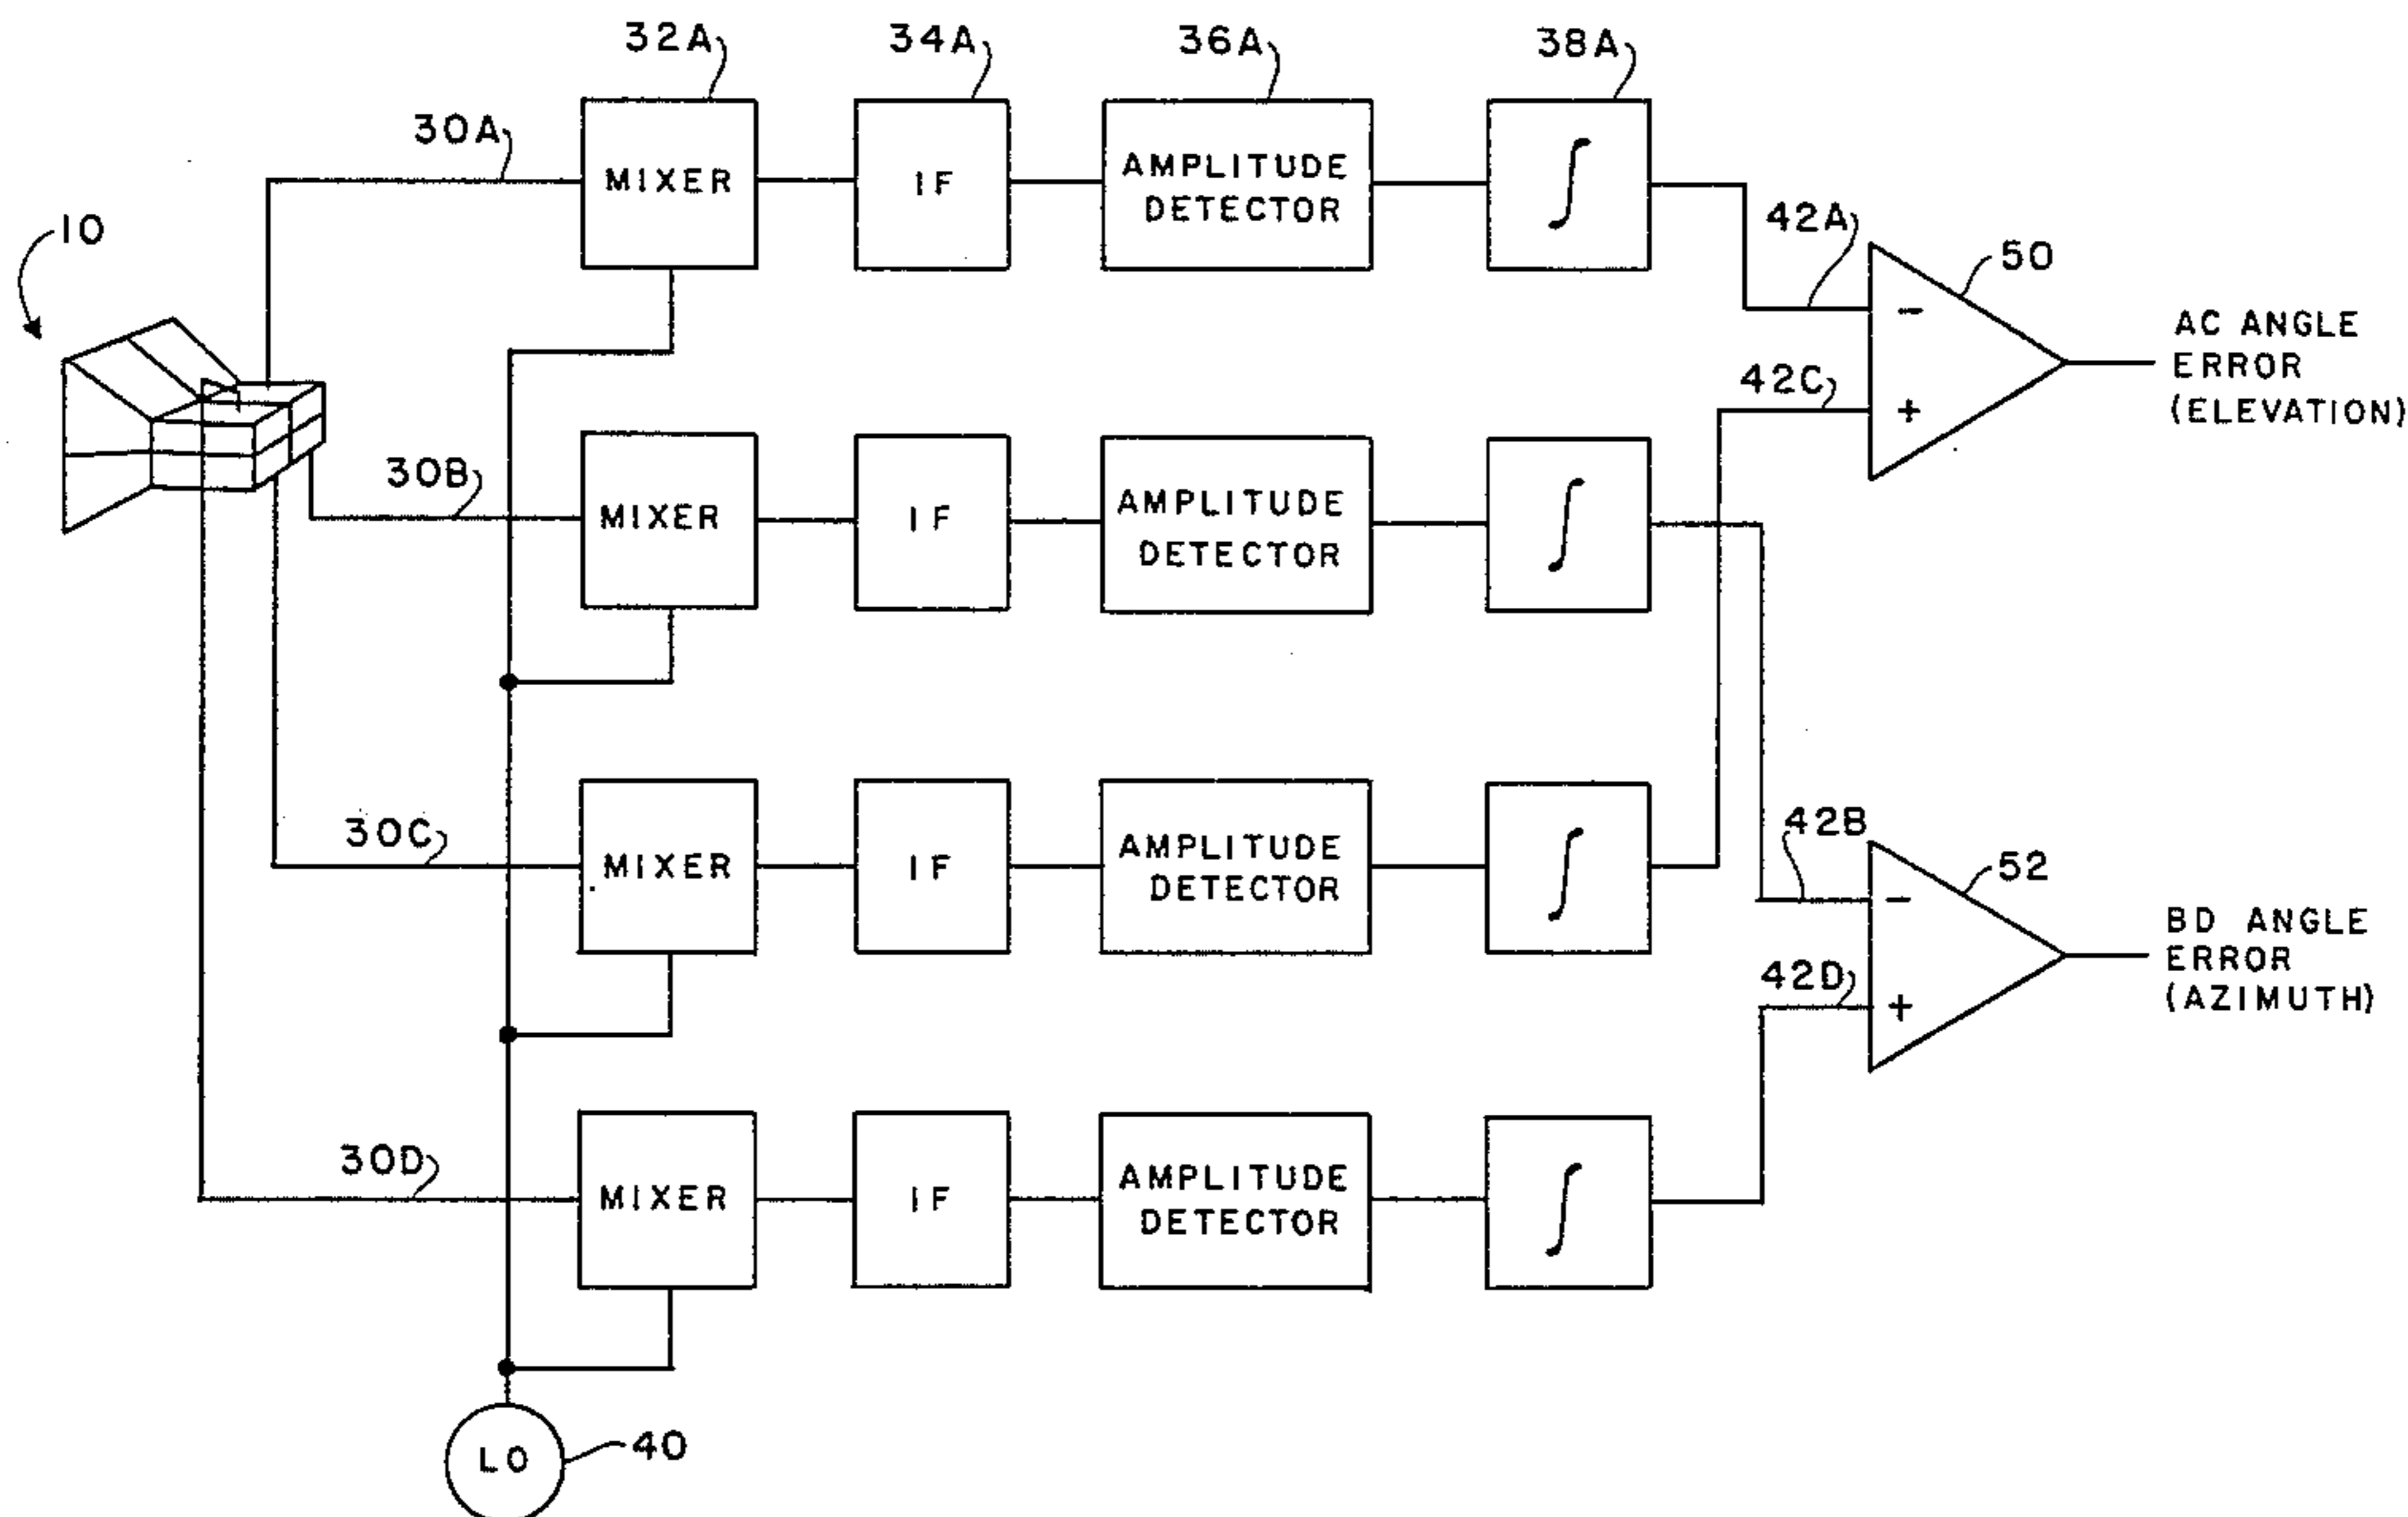 32A
34A
36A
38A
30A
MIXER
IF
AMPLITUDE
DETECTOR
∫
10
42A
50
-
AC ANGLE
ERROR
(ELEVATION)
42C
+
30B
MIXER
IF
AMPLITUDE
DETECTOR
∫
30C
MIXER
IF
AMPLITUDE
DETECTOR
∫
42B
52
-
BD ANGLE
ERROR
(AZIMUTH)
42D
+
30D
MIXER
IF
AMPLITUDE
DETECTOR
∫
LO
40